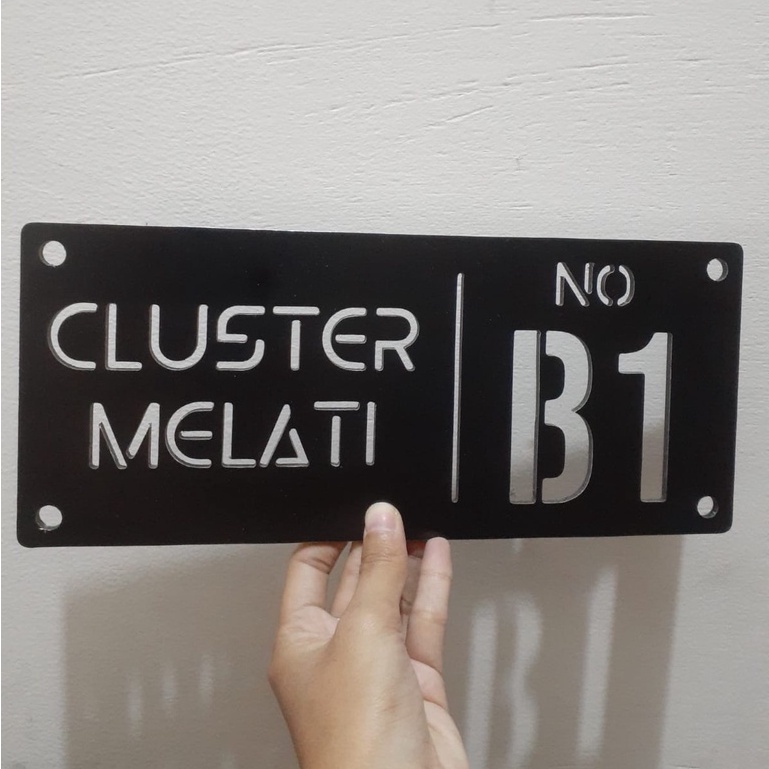 CLUSTER
MELATI
NO
B1